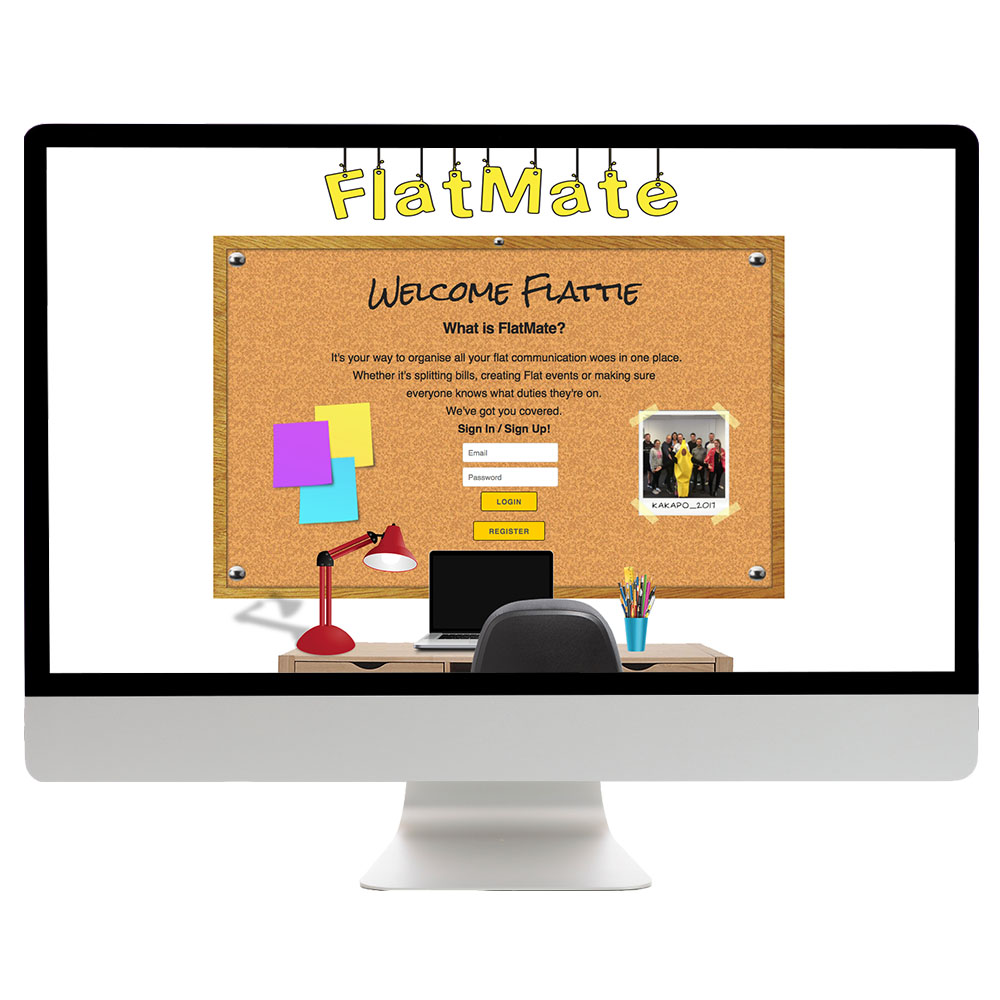 FlatMate
Welcome Flattie
What is FlatMate?
It's your way to organise all your flat communication woes in one place.
Whether it's splitting bills, creating Flat events or making sure
everyone knows what duties they're on.
We've got you covered.
Sign In / Sign Up!
Email
Password
LOGIN
REGISTER
KAKAPO_2017